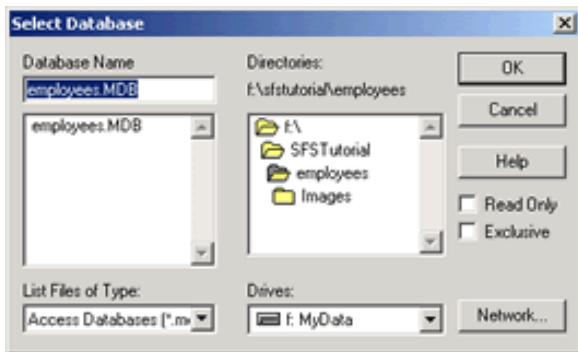 Select Database
Database Name
employees.MDB
employees.MDB
List Files of Type:
Access Databases (*.m
Directories:
f:\sfstutorial\employees
f:\
SFSTutorial
employees
Images
Drives:
f: MyData
OK
Cancel
Help
Read Only
Exclusive
Network...